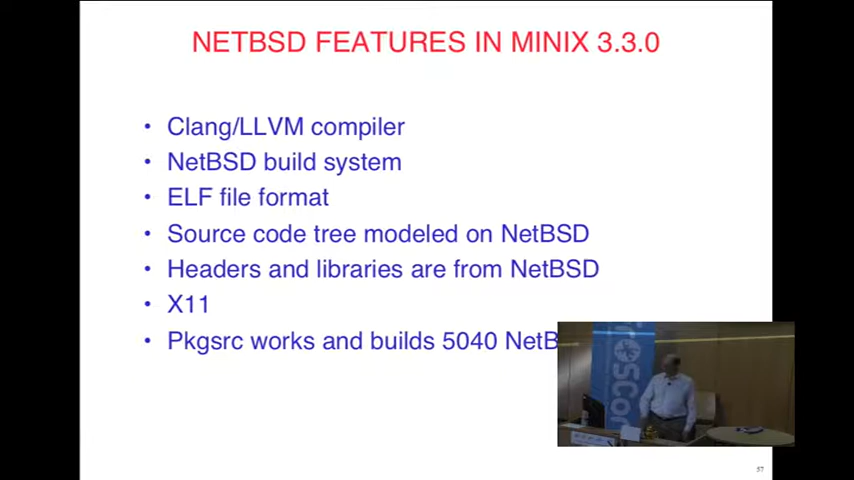 NETBSD FEATURES IN MINIX 3.3.0
• Clang/LLVM compiler
• NetBSD build system
• ELF file format
• Source code tree modeled on NetBSD
• Headers and libraries are from NetBSD
• X11
• Pkgsrc works and builds 5040 NetB
57